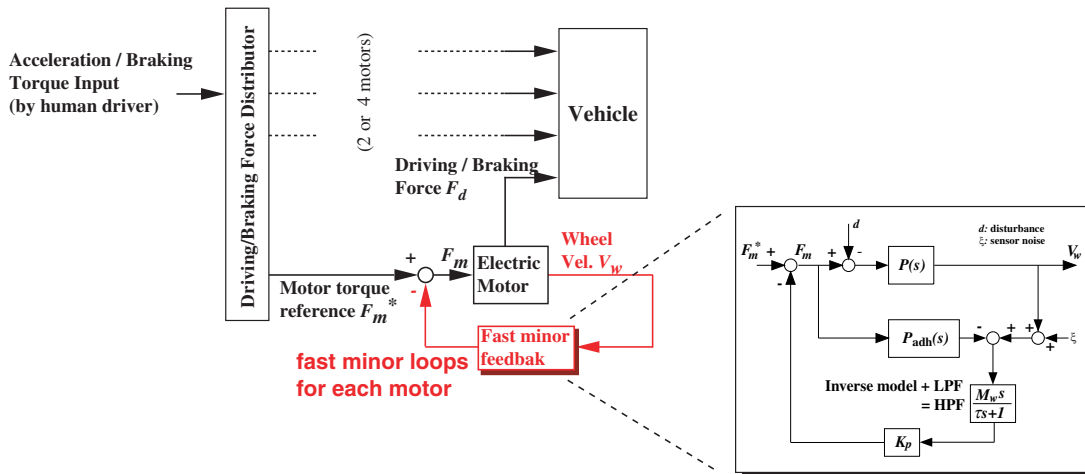 Acceleration / Braking
Torque Input
(by human driver)
Driving/Braking Force Distributor
(2 or 4 motors)
Vehicle
Driving / Braking
Force F_d
+
F_m
-
Electric
Motor
Wheel
Vel. V_w
Motor torque
reference F_m*
Fast minor
feedbak
fast minor loops
for each motor
d
d: disturbance
ξ: sensor noise
F_m*
+
F_m
-
+
-
P(s)
V_w
P_adh(s)
-
+
+
+
ξ
Inverse model + LPF
= HPF
M_w s
τs+1
K_p